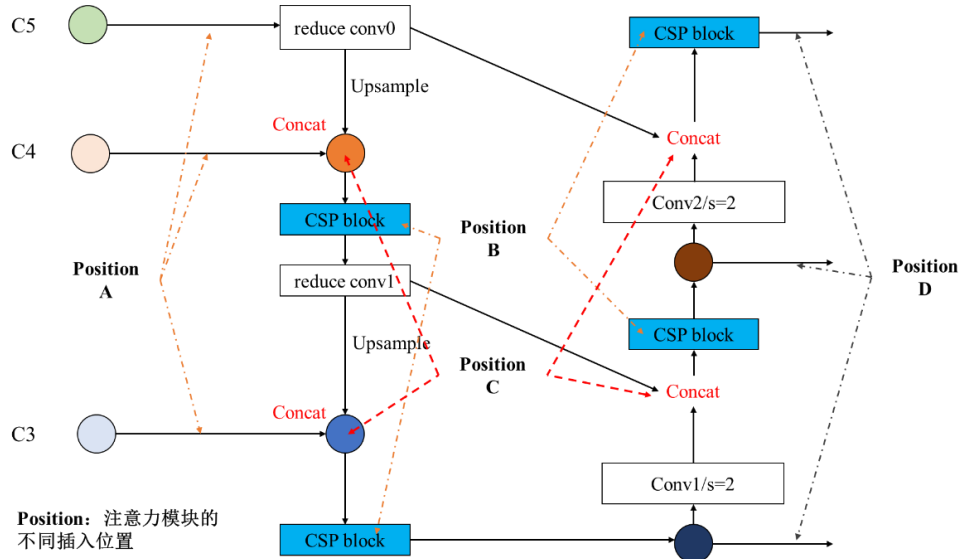 C5
reduce conv0
CSP block
Upsample
Concat
Concat
C4
Conv2/s=2
CSP block
Position
A
Position
B
Position
D
reduce conv1
CSP block
Upsample
Position
C
Concat
Concat
C3
Conv1/s=2
Position：注意力模块的
不同插入位置
CSP block